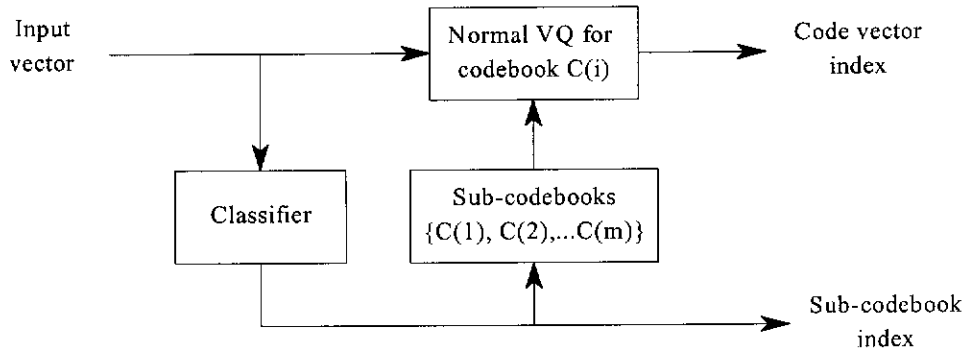 Input
vector
Normal VQ for
codebook C(i)
Code vector
index
Classifier
Sub-codebooks
{C(1), C(2),...C(m)}
Sub-codebook
index